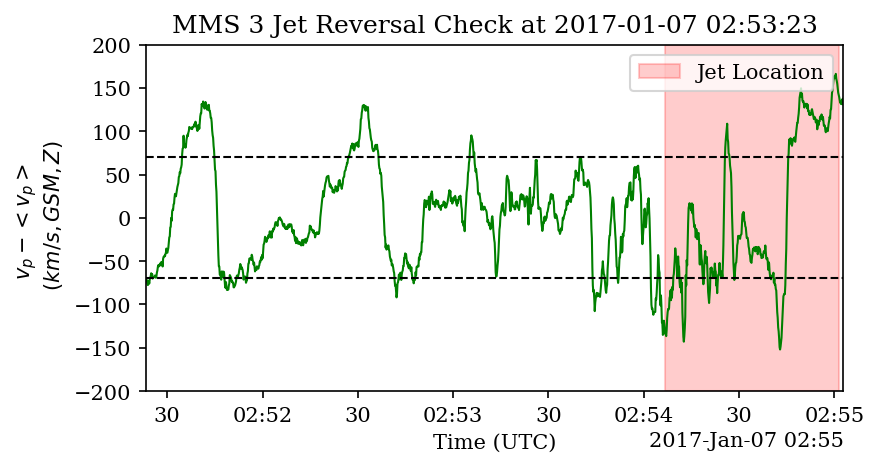 MMS 3 Jet Reversal Check at 2017-01-07 02:53:23
Jet Location
200
150
100
50
0
−50
−100
−150
−200
v_p − < v_p >
(km/s, GSM, Z)
30 02:52 30 02:53 30 02:54 30 02:55
Time (UTC)
2017-Jan-07 02:55